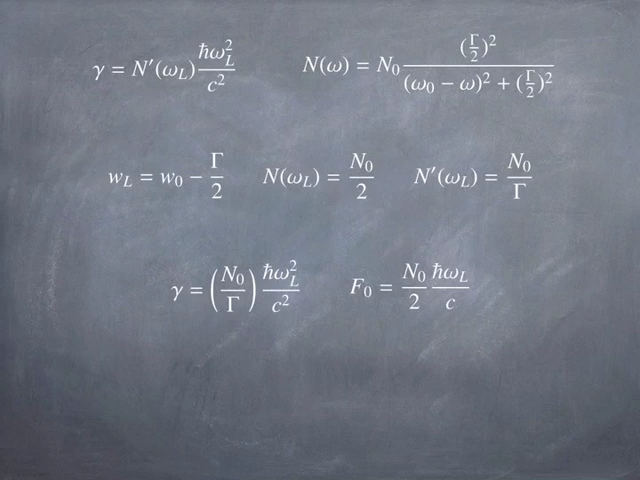 γ = N′(ω_L) ħω_L²/c²    N(ω) = N₀ (Γ/2)²/((ω₀ − ω)² + (Γ/2)²)
w_L = w₀ − Γ/2    N(ω_L) = N₀/2    N′(ω_L) = N₀/Γ
γ = (N₀/Γ) ħω_L²/c²    F₀ = N₀/2 ħω_L/c